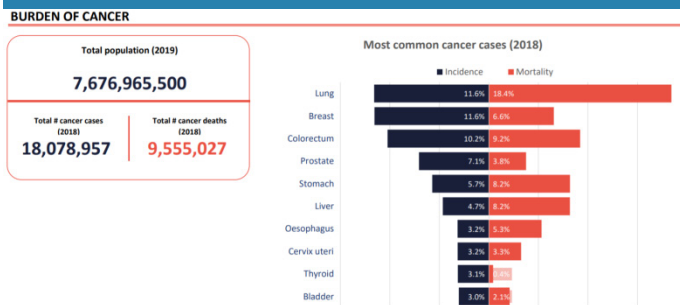 BURDEN OF CANCER
Total population (2019)
7,676,965,500
Total # cancer cases
(2018)
18,078,957
Total # cancer deaths
(2018)
9,555,027
Most common cancer cases (2018)
Incidence Mortality
Lung 11.6% 18.4%
Breast 11.6% 6.6%
Colorectum 10.2% 9.2%
Prostate 7.1% 3.8%
Stomach 5.7% 8.2%
Liver 4.7% 8.2%
Oesophagus 3.2% 5.3%
Cervix uteri 3.2% 3.3%
Thyroid 3.1% 0.4%
Bladder 3.0% 2.1%